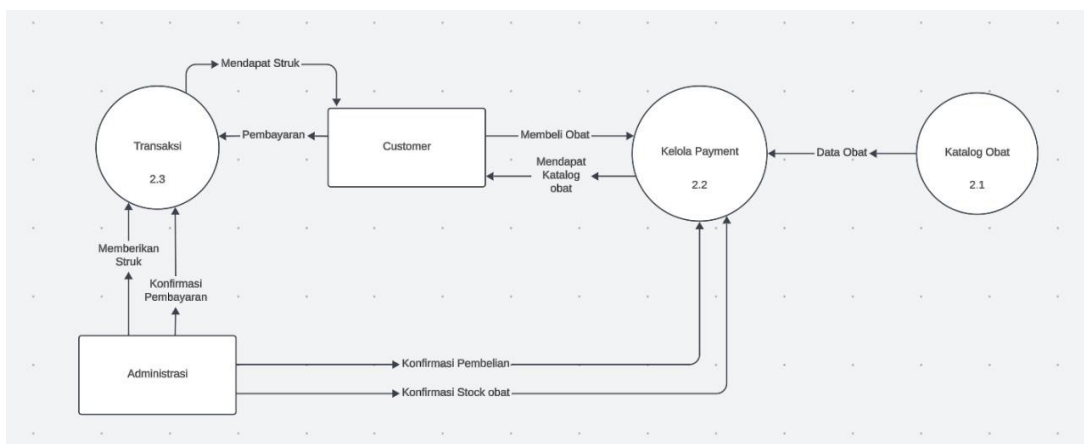 Mendapat Struk
Transaksi
2.3
Pembayaran
Customer
Membeli Obat
Mendapat
Katalog
obat
Kelola Payment
2.2
Data Obat
Katalog Obat
2.1
Memberikan
Struk
Konfirmasi
Pembayaran
Administrasi
Konfirmasi Pembelian
Konfirmasi Stock obat